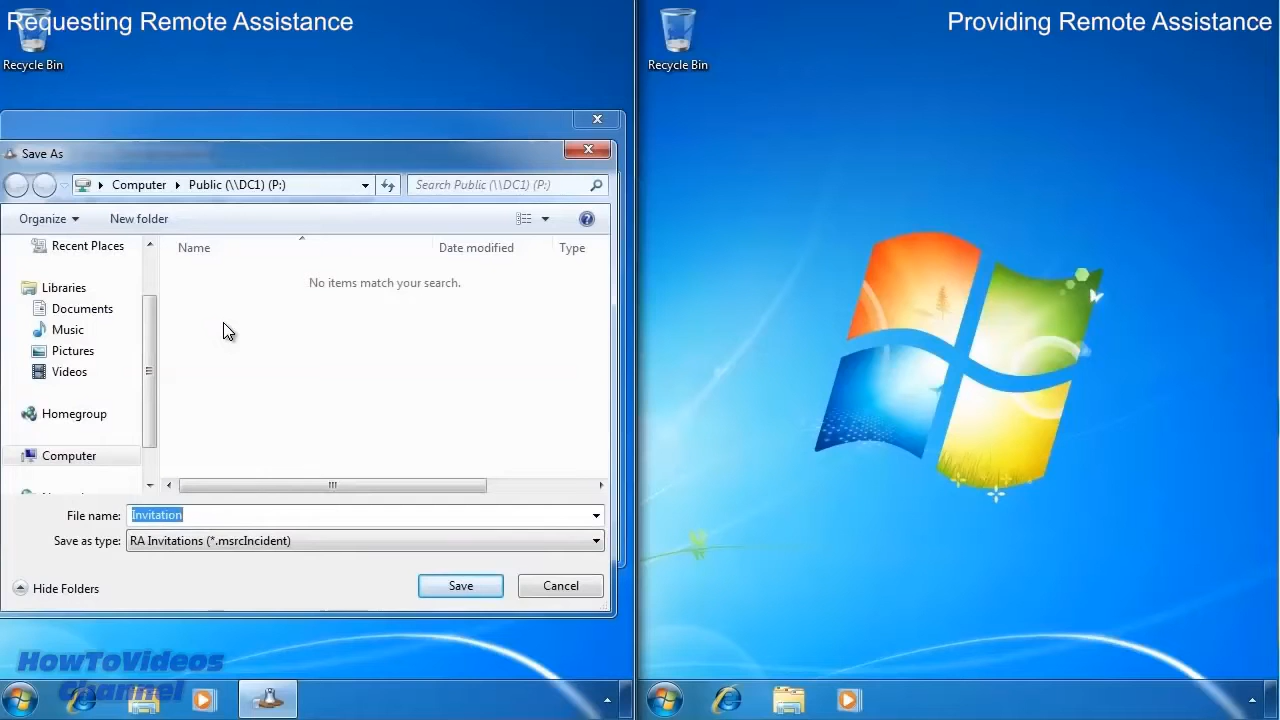 Requesting Remote Assistance
Providing Remote Assistance
Recycle Bin
Recycle Bin
Save As
Computer
Public (\\DC1) (P:)
Search Public (\\DC1) (P:)
Organize
New folder
Recent Places
Name
Date modified
Type
No items match your search.
Libraries
Documents
Music
Pictures
Videos
Homegroup
Computer
File name:
Invitation
Save as type:
RA Invitations (*.msrcIncident)
Hide Folders
Save
Cancel
HowToVideos
Channel